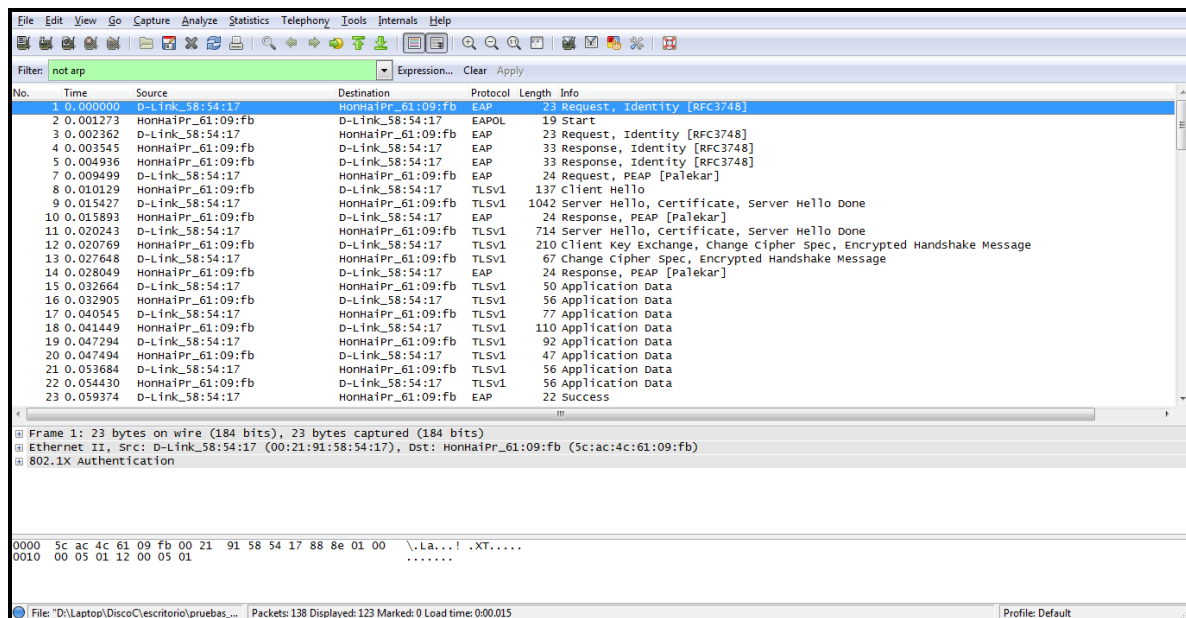 File Edit View Go Capture Analyze Statistics Telephony Tools Internals Help
Filter: not arp Expression... Clear Apply
No. Time Source Destination Protocol Length Info
1 0.000000 D-Link_58:54:17 HonHaiPr_61:09:fb EAP 23 Request, Identity [RFC3748]
2 0.001273 HonHaiPr_61:09:fb D-Link_58:54:17 EAPOL 19 Start
3 0.002362 D-Link_58:54:17 HonHaiPr_61:09:fb EAP 23 Request, Identity [RFC3748]
4 0.003545 HonHaiPr_61:09:fb D-Link_58:54:17 EAP 33 Response, Identity [RFC3748]
5 0.004936 HonHaiPr_61:09:fb D-Link_58:54:17 EAP 33 Response, Identity [RFC3748]
7 0.009499 D-Link_58:54:17 HonHaiPr_61:09:fb EAP 24 Request, PEAP [Palekar]
8 0.010129 HonHaiPr_61:09:fb D-Link_58:54:17 TLSv1 137 Client Hello
9 0.015427 D-Link_58:54:17 HonHaiPr_61:09:fb TLSv1 1042 Server Hello, Certificate, Server Hello Done
10 0.015893 HonHaiPr_61:09:fb D-Link_58:54:17 EAP 24 Response, PEAP [Palekar]
11 0.020243 D-Link_58:54:17 HonHaiPr_61:09:fb TLSv1 714 Server Hello, Certificate, Server Hello Done
12 0.020769 HonHaiPr_61:09:fb D-Link_58:54:17 TLSv1 210 Client Key Exchange, Change Cipher Spec, Encrypted Handshake Message
13 0.027648 D-Link_58:54:17 HonHaiPr_61:09:fb TLSv1 67 Change Cipher Spec, Encrypted Handshake Message
14 0.028049 HonHaiPr_61:09:fb D-Link_58:54:17 EAP 24 Response, PEAP [Palekar]
15 0.032664 D-Link_58:54:17 HonHaiPr_61:09:fb TLSv1 50 Application Data
16 0.032905 HonHaiPr_61:09:fb D-Link_58:54:17 TLSv1 56 Application Data
17 0.040545 D-Link_58:54:17 HonHaiPr_61:09:fb TLSv1 77 Application Data
18 0.041449 HonHaiPr_61:09:fb D-Link_58:54:17 TLSv1 110 Application Data
19 0.047294 D-Link_58:54:17 HonHaiPr_61:09:fb TLSv1 92 Application Data
20 0.047494 HonHaiPr_61:09:fb D-Link_58:54:17 TLSv1 47 Application Data
21 0.053684 D-Link_58:54:17 HonHaiPr_61:09:fb TLSv1 56 Application Data
22 0.054430 HonHaiPr_61:09:fb D-Link_58:54:17 TLSv1 56 Application Data
23 0.059374 D-Link_58:54:17 HonHaiPr_61:09:fb EAP 22 Success
Frame 1: 23 bytes on wire (184 bits), 23 bytes captured (184 bits)
Ethernet II, Src: D-Link_58:54:17 (00:21:91:58:54:17), Dst: HonHaiPr_61:09:fb (5c:ac:4c:61:09:fb)
802.1X Authentication
0000 5c ac 4c 61 09 fb 00 21 91 58 54 17 88 8e 01 00 \.La...! .XT.....
0010 00 05 01 12 00 05 01 .......
File: "D:\Laptop\DiscoC\escritorio\pruebas_... Packets: 138 Displayed: 123 Marked: 0 Load time: 0:00.015 Profile: Default